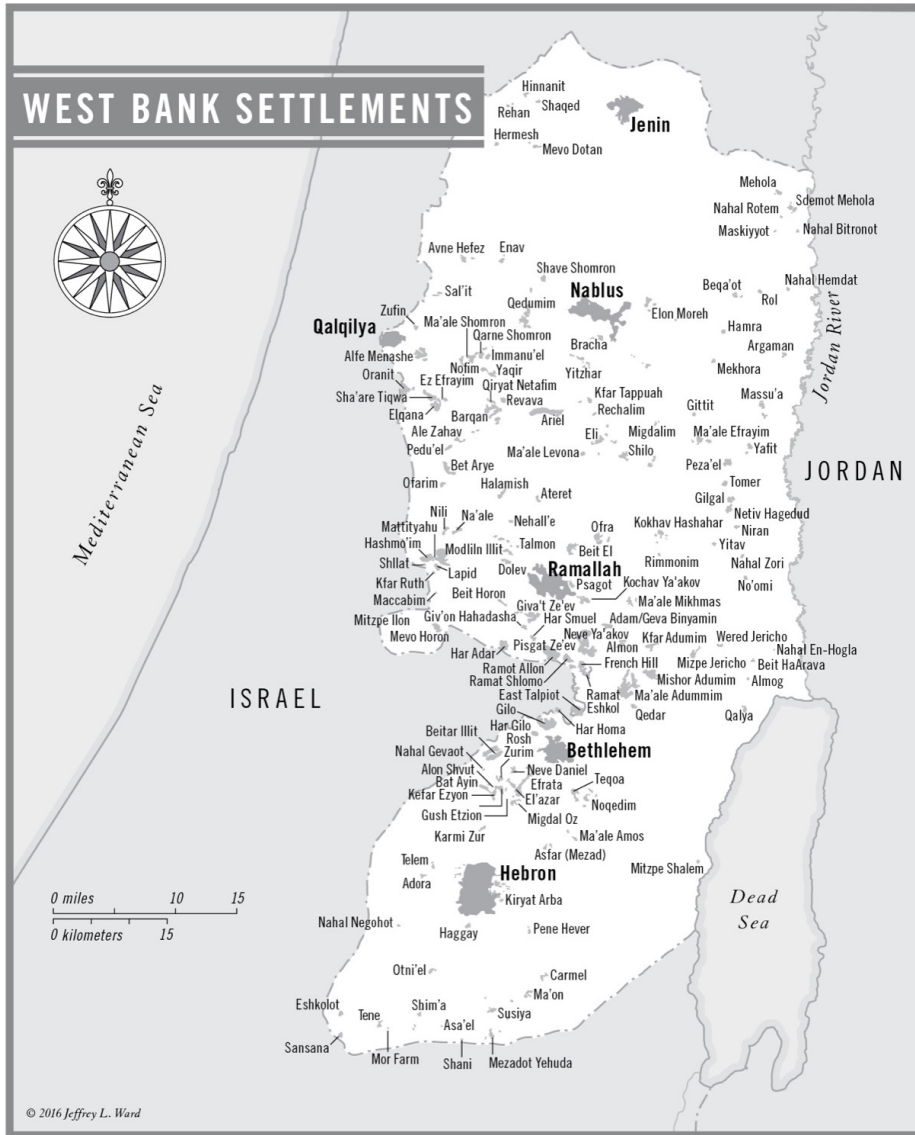 WEST BANK SETTLEMENTS
Hinnanit
Shaqed
Rehan
Jenin
Hermesh
Mevo Dotan
Mehola
Sdemot Mehola
Nahal Rotem
Maskiyyot
Nahal Bitronot
Avne Hefez
Enav
Shave Shomron
Sal'it
Qedumim
Nablus
Beqa'ot
Nahal Hemdat
Rol
Zufin
Elon Moreh
Qalqilya
Ma'ale Shomron
Qarne Shomron
Hamra
Jordan River
Alfe Menashe
Immanu'el
Bracha
Argaman
Nofim
Yaqir
Yitzhar
Mekhora
Oranit
Ez Efrayim
Qiryat Netafim
Kfar Tappuah
Massu'a
Sha'are Tiqwa
Revava
Rechalim
Gittit
Elqana
Barqan
Ariel
Ale Zahav
Eli
Migdalim
Ma'ale Efrayim
Pedu'el
Ma'ale Levona
Shilo
Yafit
Mediterranean Sea
Bet Arye
Peza'el
JORDAN
Ofarim
Halamish
Tomer
Ateret
Gilgal
Nili
Na'ale
Nehall'e
Ofra
Kokhav Hashahar
Netiv Hagedud
Mattityahu
Niran
Hashmo'im
Modliln Illit
Talmon
Beit El
Yitav
Shllat
Lapid
Dolev
Ramallah
Rimmonim
Nahal Zori
Kfar Ruth
Psagot
Kochav Ya'akov
No'omi
Maccabim
Beit Horon
Giva't Ze'ev
Ma'ale Mikhmas
Mitzpe Ilon
Giv'on Hahadasha
Har Smuel
Adam/Geva Binyamin
Mevo Horon
Pisgat Ze'ev
Neve Ya'akov
Kfar Adumim
Wered Jericho
Har Adar
Almon
Nahal En-Hogla
Ramot Allon
French Hill
Mizpe Jericho
Beit HaArava
Ramat Shlomo
Mishor Adumim
Almog
ISRAEL
East Talpiot
Ramat Eshkol
Ma'ale Adummim
Gilo
Qedar
Qalya
Har Gilo
Har Homa
Beitar Illit
Rosh Zurim
Bethlehem
Nahal Gevaot
Alon Shvut
Neve Daniel
Bat Ayin
Efrata
Teqoa
Kefar Ezyon
El'azar
Noqedim
Gush Etzion
Migdal Oz
Karmi Zur
Ma'ale Amos
Asfar (Mezad)
Telem
Hebron
Mitzpe Shalem
Adora
Dead
Sea
0 miles 10 15
Kiryat Arba
0 kilometers 15
Nahal Negohot
Haggay
Pene Hever
Otni'el
Carmel
Ma'on
Eshkolot
Tene
Shim'a
Susiya
Asa'el
Sansana
Mor Farm
Shani
Mezadot Yehuda
© 2016 Jeffrey L. Ward